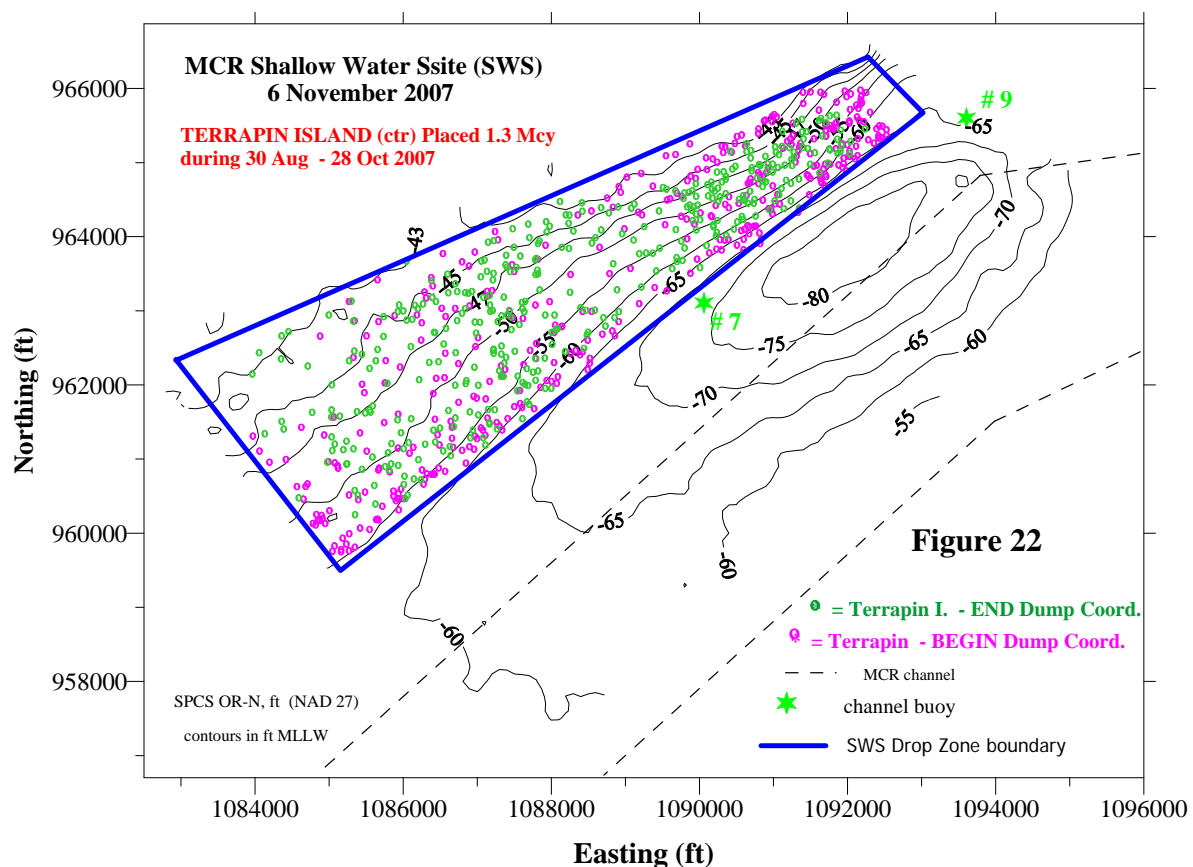 MCR Shallow Water Ssite (SWS)
6 November 2007
TERRAPIN ISLAND (ctr) Placed 1.3 Mcy
during 30 Aug - 28 Oct 2007
# 9
-65
-70
-43
-45
-47
-50
-55
-60
-65
-45
-50
-60
# 7
-80
-75
-70
-65
-60
-55
-65
-60
-60
Figure 22
= Terrapin I. - END Dump Coord.
= Terrapin - BEGIN Dump Coord.
MCR channel
channel buoy
SWS Drop Zone boundary
SPCS OR-N, ft (NAD 27)
contours in ft MLLW
Northing (ft)
966000
964000
962000
960000
958000
1084000
1086000
1088000
1090000
1092000
1094000
1096000
Easting (ft)